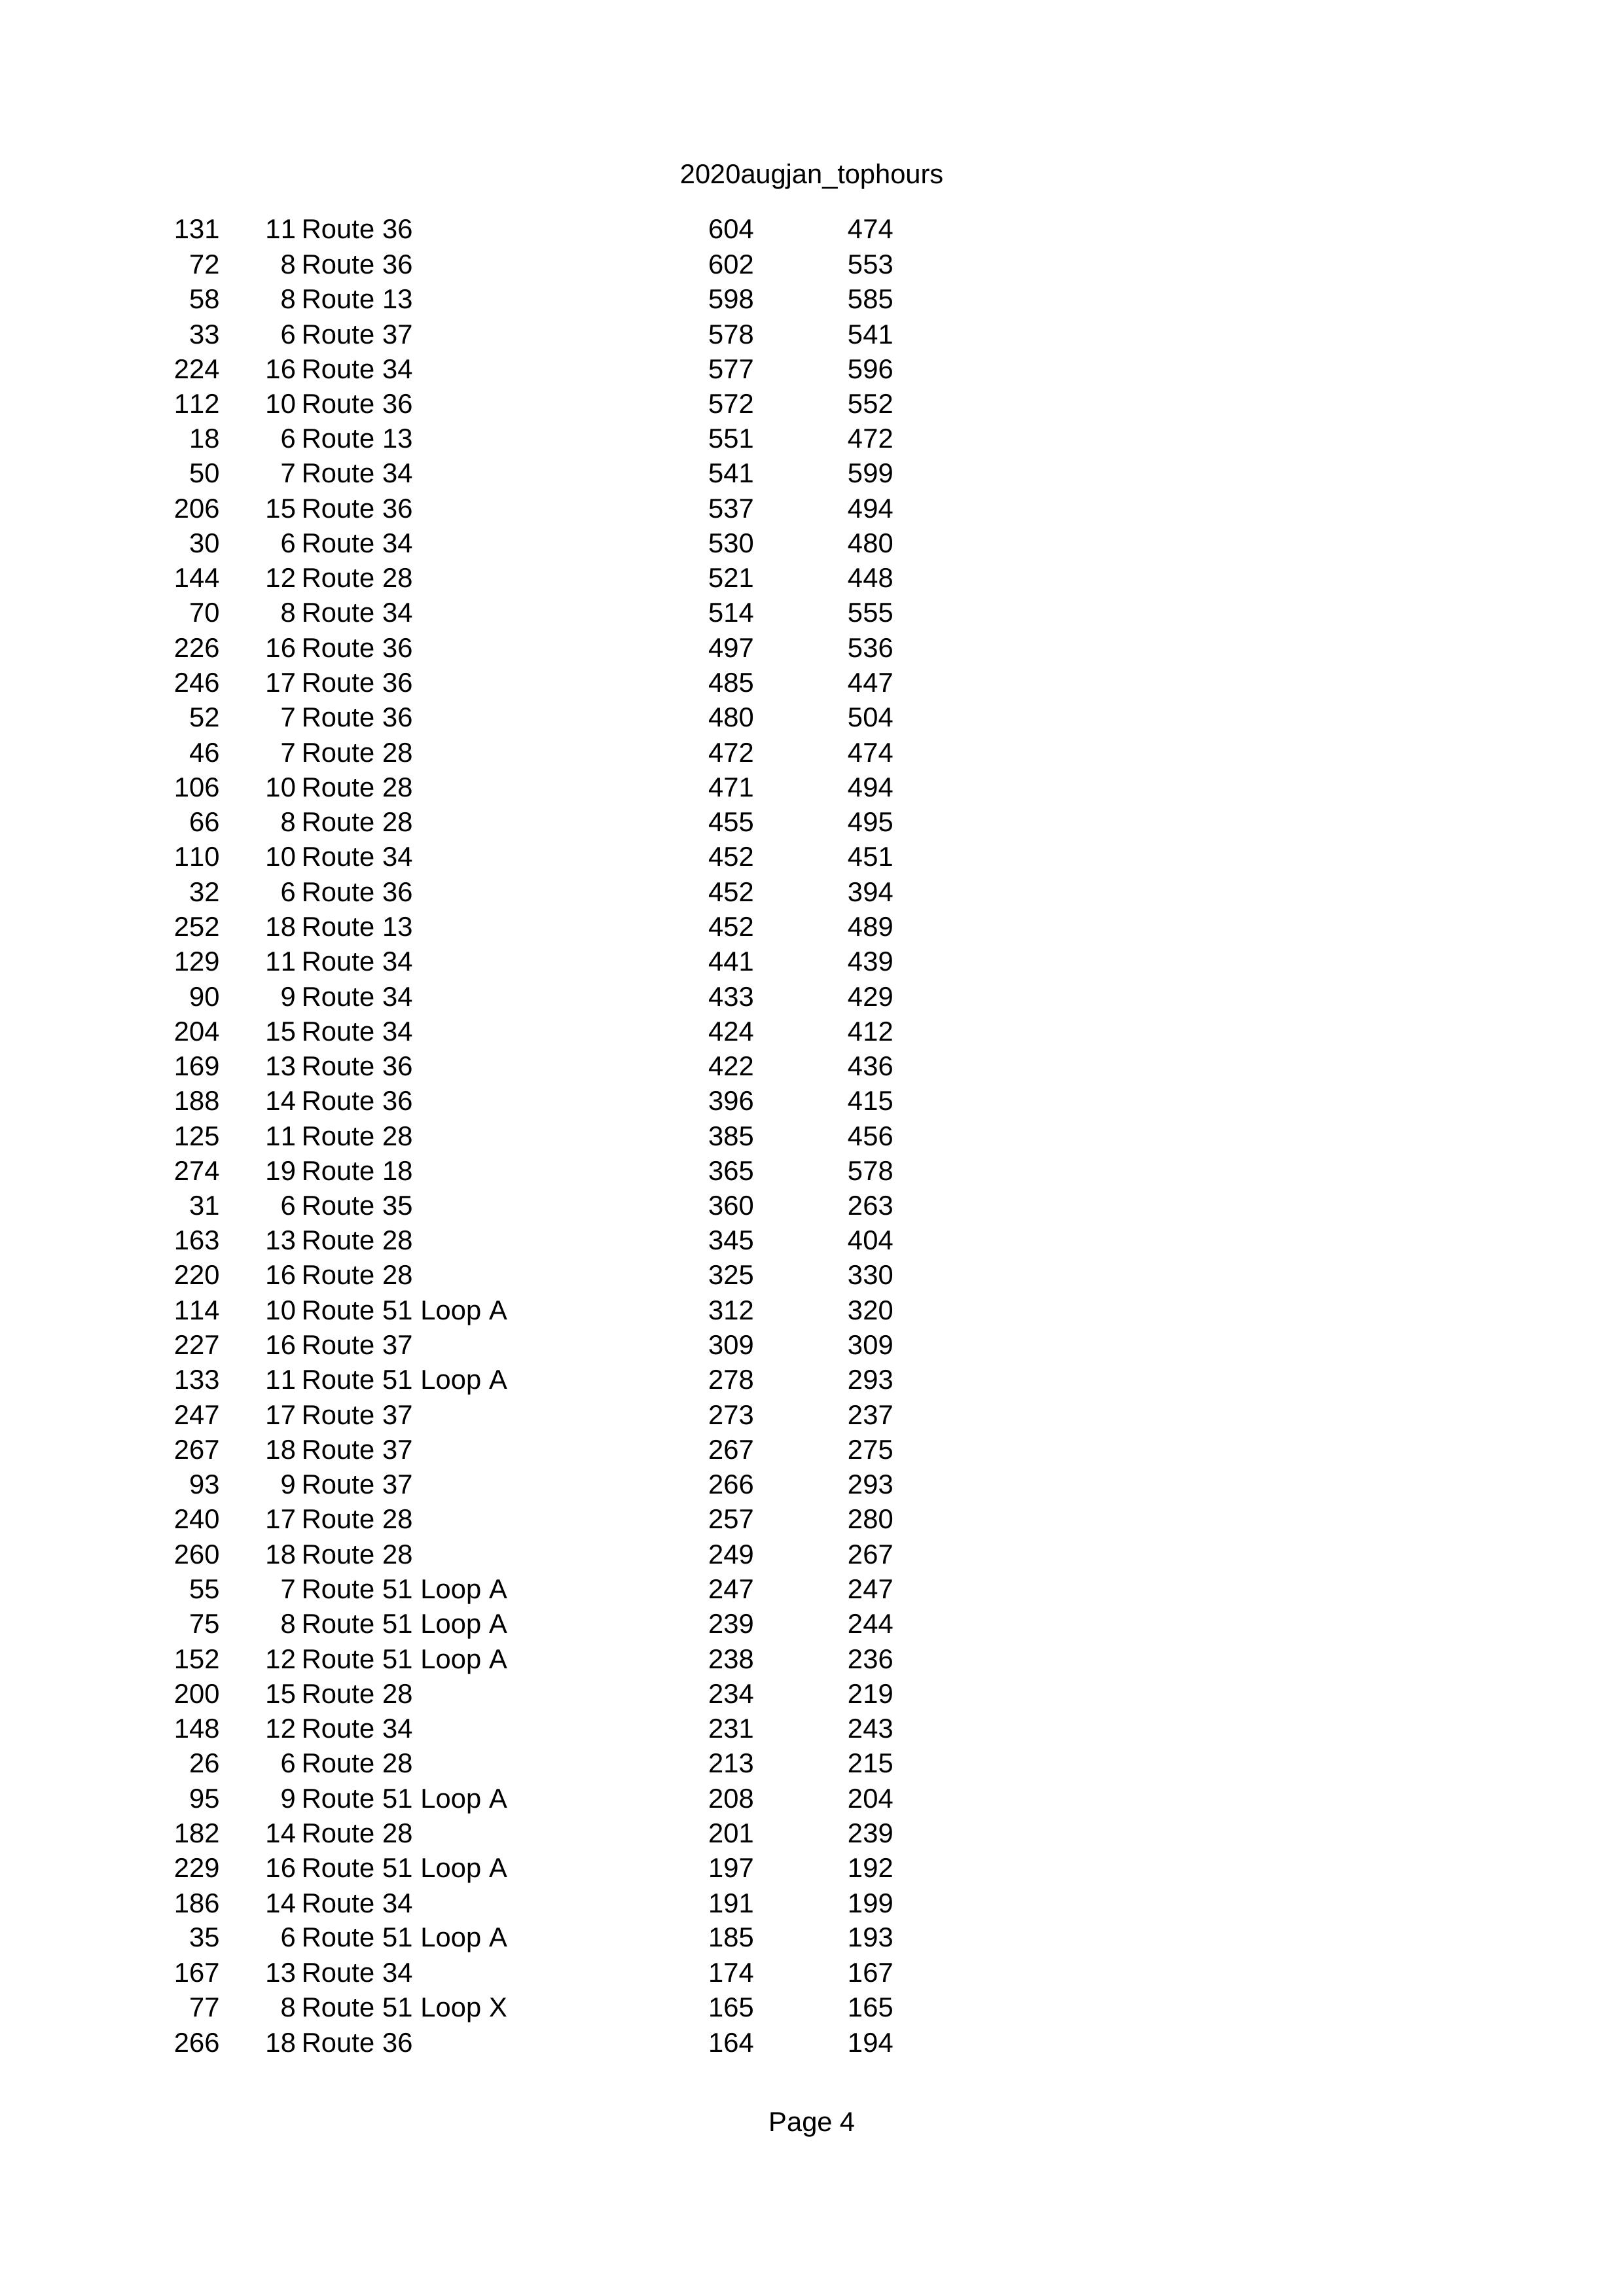 2020augjan_tophours
131 11 Route 36 604 474
72 8 Route 36 602 553
58 8 Route 13 598 585
33 6 Route 37 578 541
224 16 Route 34 577 596
112 10 Route 36 572 552
18 6 Route 13 551 472
50 7 Route 34 541 599
206 15 Route 36 537 494
30 6 Route 34 530 480
144 12 Route 28 521 448
70 8 Route 34 514 555
226 16 Route 36 497 536
246 17 Route 36 485 447
52 7 Route 36 480 504
46 7 Route 28 472 474
106 10 Route 28 471 494
66 8 Route 28 455 495
110 10 Route 34 452 451
32 6 Route 36 452 394
252 18 Route 13 452 489
129 11 Route 34 441 439
90 9 Route 34 433 429
204 15 Route 34 424 412
169 13 Route 36 422 436
188 14 Route 36 396 415
125 11 Route 28 385 456
274 19 Route 18 365 578
31 6 Route 35 360 263
163 13 Route 28 345 404
220 16 Route 28 325 330
114 10 Route 51 Loop A 312 320
227 16 Route 37 309 309
133 11 Route 51 Loop A 278 293
247 17 Route 37 273 237
267 18 Route 37 267 275
93 9 Route 37 266 293
240 17 Route 28 257 280
260 18 Route 28 249 267
55 7 Route 51 Loop A 247 247
75 8 Route 51 Loop A 239 244
152 12 Route 51 Loop A 238 236
200 15 Route 28 234 219
148 12 Route 34 231 243
26 6 Route 28 213 215
95 9 Route 51 Loop A 208 204
182 14 Route 28 201 239
229 16 Route 51 Loop A 197 192
186 14 Route 34 191 199
35 6 Route 51 Loop A 185 193
167 13 Route 34 174 167
77 8 Route 51 Loop X 165 165
266 18 Route 36 164 194
Page 4